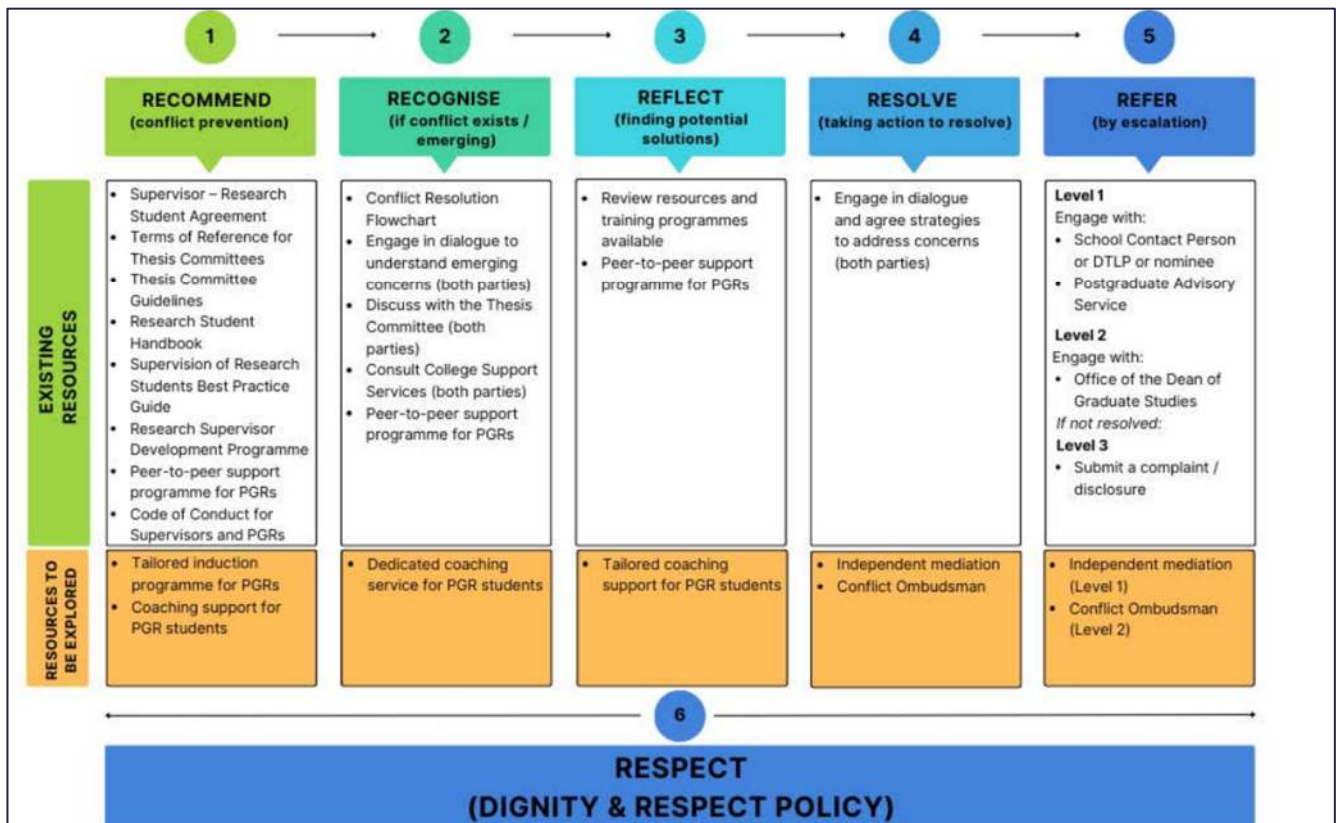 1
2
3
4
5
RECOMMEND
(conflict prevention)
RECOGNISE
(if conflict exists /
emerging)
REFLECT
(finding potential
solutions)
RESOLVE
(taking action to resolve)
REFER
(by escalation)
EXISTING
RESOURCES
• Supervisor – Research
Student Agreement
• Terms of Reference for
Thesis Committees
• Thesis Committee
Guidelines
• Research Student
Handbook
• Supervision of Research
Students Best Practice
Guide
• Research Supervisor
Development Programme
• Peer-to-peer support
programme for PGRs
• Code of Conduct for
Supervisors and PGRs
• Conflict Resolution
Flowchart
• Engage in dialogue to
understand emerging
concerns (both parties)
• Discuss with the Thesis
Committee (both
parties)
• Consult College Support
Services (both parties)
• Peer-to-peer support
programme for PGRs
• Review resources and
training programmes
available
• Peer-to-peer support
programme for PGRs
• Engage in dialogue
and agree strategies
to address concerns
(both parties)
Level 1
Engage with:
• School Contact Person
or DTLP or nominee
• Postgraduate Advisory
Service
Level 2
Engage with:
• Office of the Dean of
Graduate Studies
If not resolved:
Level 3
• Submit a complaint /
disclosure
RESOURCES TO
BE EXPLORED
• Tailored induction
programme for PGRs
• Coaching support for
PGR students
• Dedicated coaching
service for PGR students
• Tailored coaching
support for PGR students
• Independent mediation
• Conflict Ombudsman
• Independent mediation
(Level 1)
• Conflict Ombudsman
(Level 2)
6
RESPECT
(DIGNITY & RESPECT POLICY)